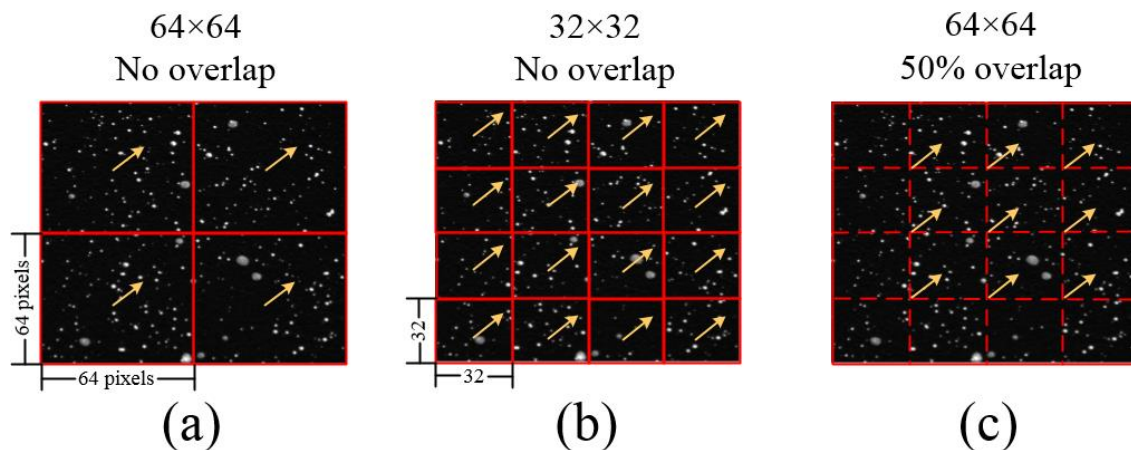 64×64
No overlap
32×32
No overlap
64×64
50% overlap
64 pixels
64 pixels
32
32
(a)
(b)
(c)